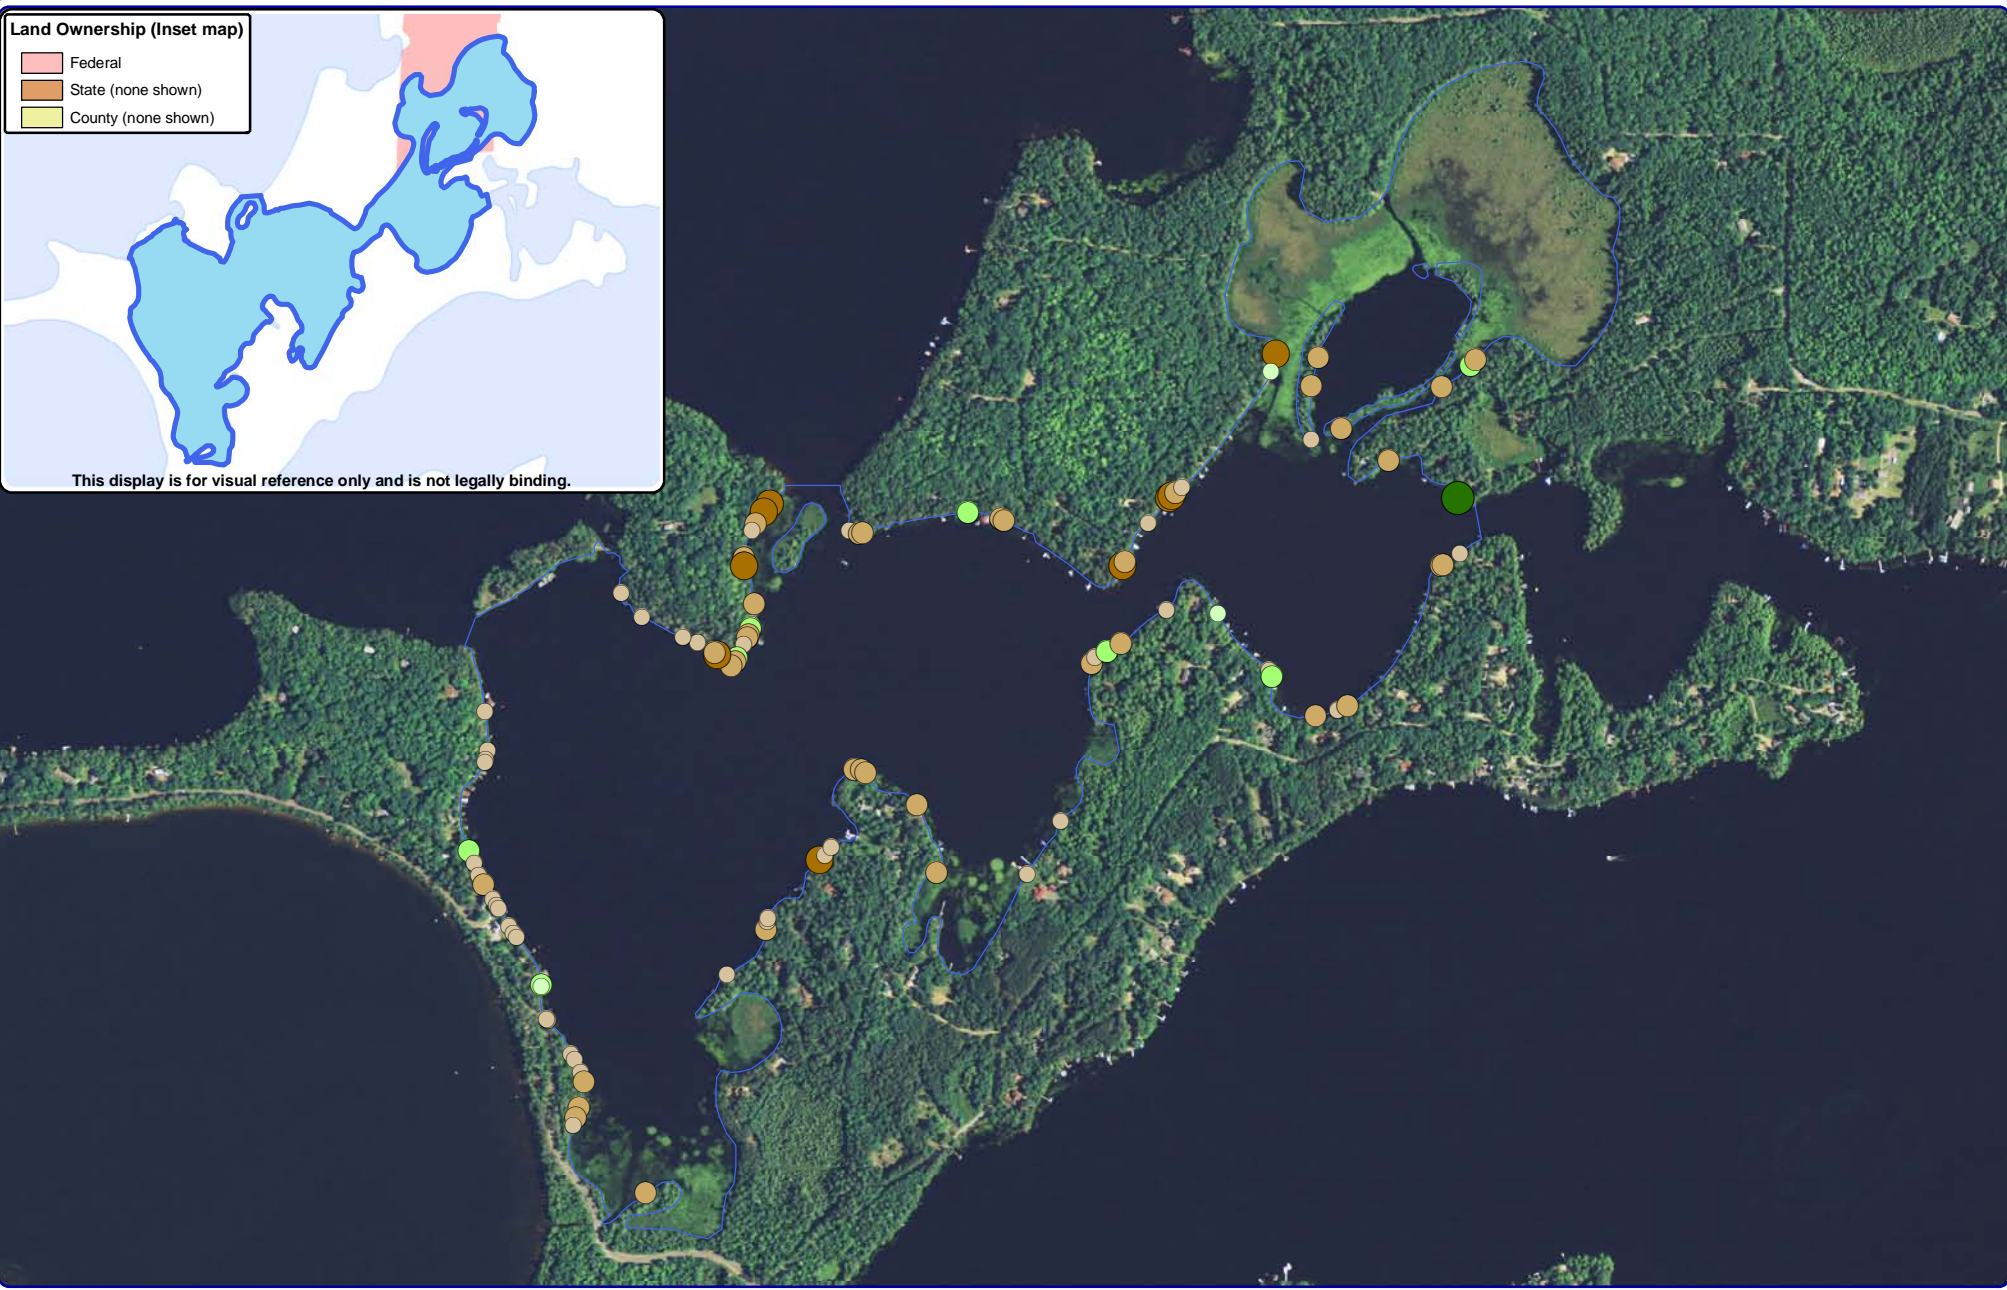 Land Ownership (Inset map)
Federal
State (none shown)
County (none shown)
This display is for visual reference only and is not legally binding.